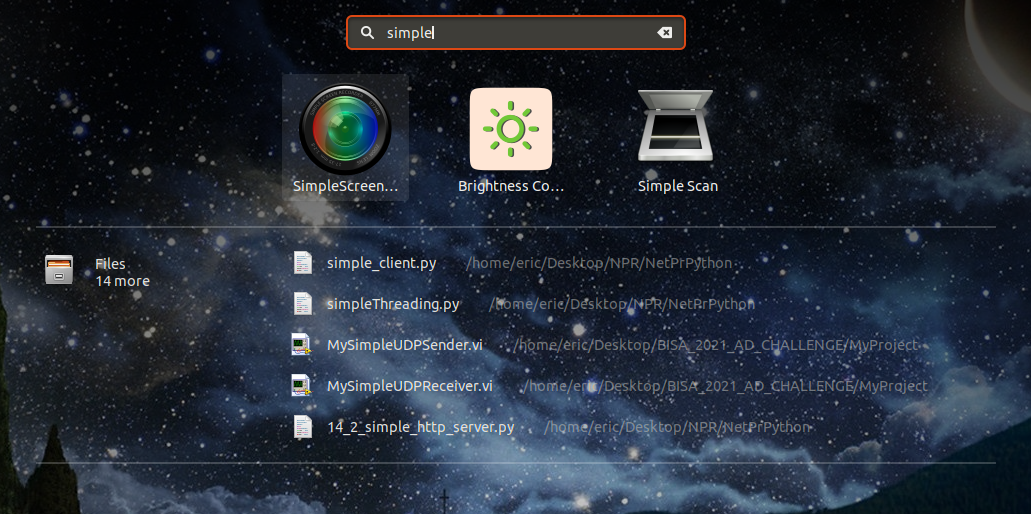 simple
SimpleScreen…
Brightness Co…
Simple Scan
Files
14 more
simple_client.py /home/eric/Desktop/NPR/NetPrPython
simpleThreading.py /home/eric/Desktop/NPR/NetPrPython
MySimpleUDPSender.vi /home/eric/Desktop/BISA_2021_AD_CHALLENGE/MyProject
MySimpleUDPReceiver.vi /home/eric/Desktop/BISA_2021_AD_CHALLENGE/MyProject
14_2_simple_http_server.py /home/eric/Desktop/NPR/NetPrPython